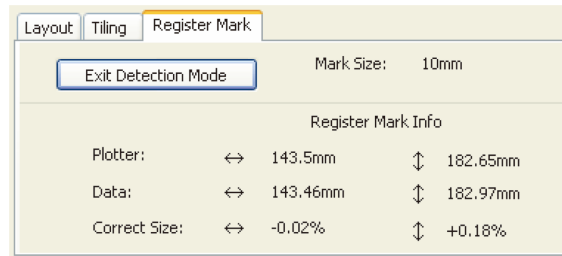 Layout Tiling Register Mark
Exit Detection Mode Mark Size: 10mm
Register Mark Info
Plotter: ↔ 143.5mm ↕ 182.65mm
Data: ↔ 143.46mm ↕ 182.97mm
Correct Size: ↔ -0.02% ↕ +0.18%